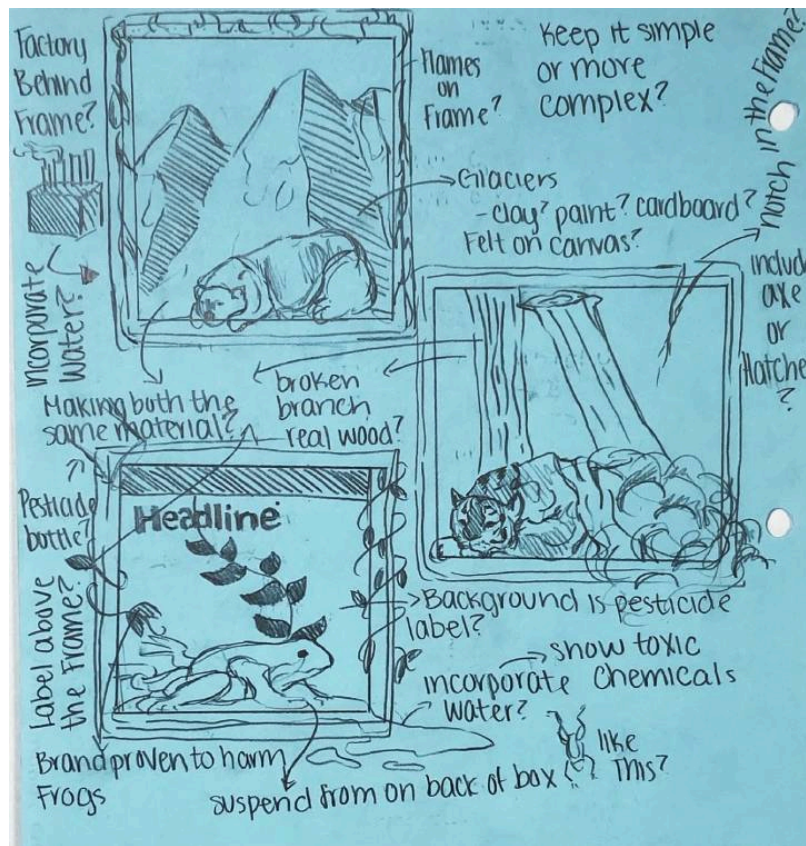 Factory
Behind
Frame?
Flames
on
Frame?
Keep it simple
or more
complex?
notch in the Frame?
Glaciers
- clay? paint? cardboard?
Felt on canvas?
Incorporate
Water?
include
axe
or
Hatchet
?
broken
branch
real wood?
Making both the
same material?
Pesticide
bottle?
Headline
Label above
the Frame?
Background is pesticide
label?
show toxic
chemicals
incorporate
Water?
like
This?
Brand proven to harm
Frogs
suspend from on back of box